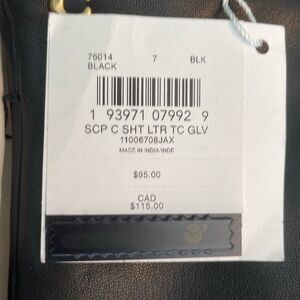 76014 7 BLK
BLACK
1 93971 07992 9
SCP C SHT LTR TC GLV
11006708JAX
MADE IN INDIA-INDE
$95.00
CAD
$115.00